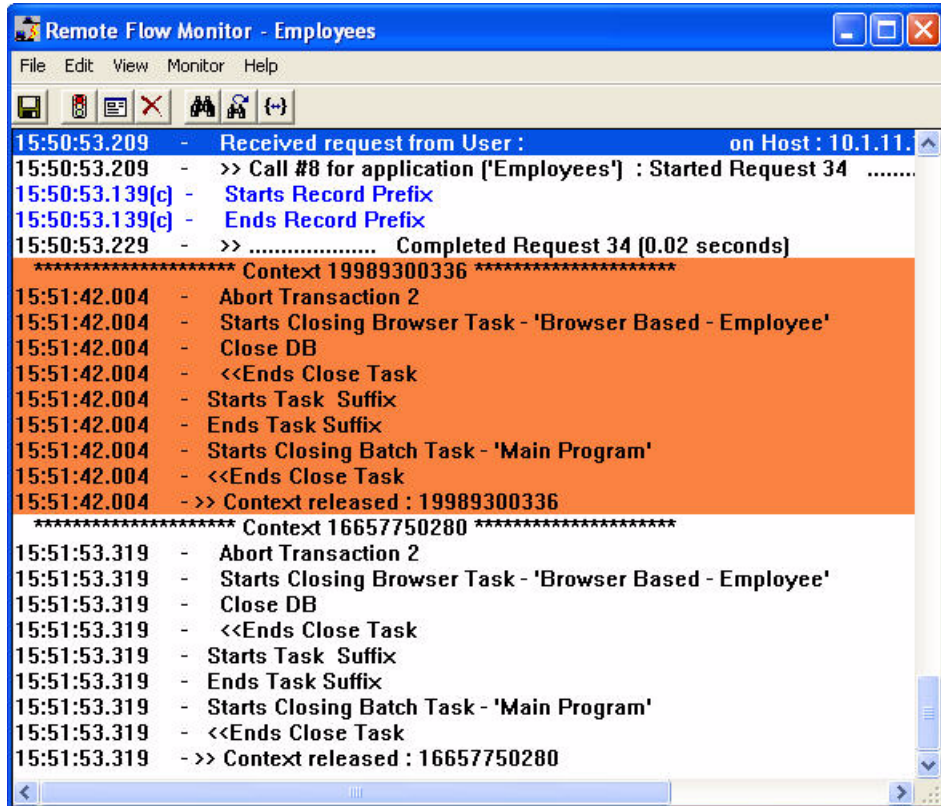 Remote Flow Monitor - Employees
File Edit View Monitor Help
15:50:53.209 - Received request from User : on Host : 10.1.11.
15:50:53.209 - >> Call #8 for application ('Employees') : Started Request 34 ........
15:50:53.139(c) - Starts Record Prefix
15:50:53.139(c) - Ends Record Prefix
15:50:53.229 - >> ................... Completed Request 34 (0.02 seconds)
********************* Context 19989300336 *********************
15:51:42.004 - Abort Transaction 2
15:51:42.004 - Starts Closing Browser Task - 'Browser Based - Employee'
15:51:42.004 - Close DB
15:51:42.004 - <<Ends Close Task
15:51:42.004 - Starts Task Suffix
15:51:42.004 - Ends Task Suffix
15:51:42.004 - Starts Closing Batch Task - 'Main Program'
15:51:42.004 - <<Ends Close Task
15:51:42.004 - >> Context released : 19989300336
********************* Context 16657750280 *********************
15:51:53.319 - Abort Transaction 2
15:51:53.319 - Starts Closing Browser Task - 'Browser Based - Employee'
15:51:53.319 - Close DB
15:51:53.319 - <<Ends Close Task
15:51:53.319 - Starts Task Suffix
15:51:53.319 - Ends Task Suffix
15:51:53.319 - Starts Closing Batch Task - 'Main Program'
15:51:53.319 - <<Ends Close Task
15:51:53.319 - >> Context released : 16657750280